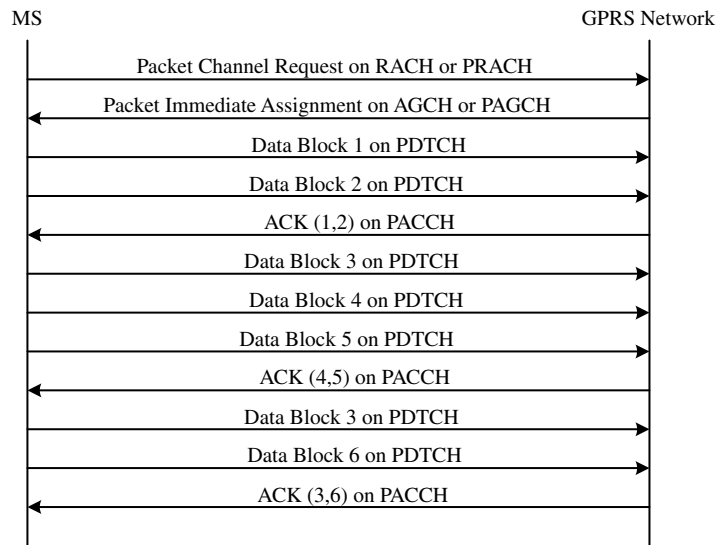 MS
GPRS Network
Packet Channel Request on RACH or PRACH
Packet Immediate Assignment on AGCH or PAGCH
Data Block 1 on PDTCH
Data Block 2 on PDTCH
ACK (1,2) on PACCH
Data Block 3 on PDTCH
Data Block 4 on PDTCH
Data Block 5 on PDTCH
ACK (4,5) on PACCH
Data Block 3 on PDTCH
Data Block 6 on PDTCH
ACK (3,6) on PACCH